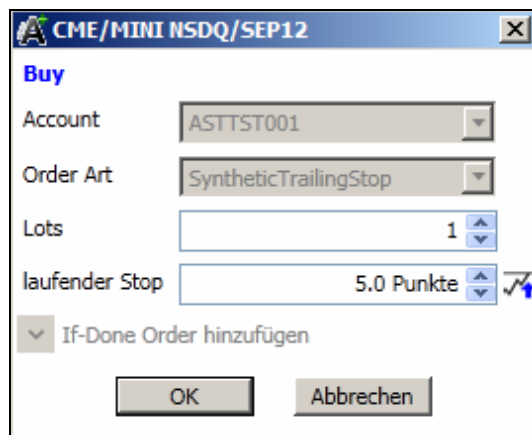 CME/MINI NSDQ/SEP12
Buy
Account ASTTST001
Order Art SyntheticTrailingStop
Lots 1
laufender Stop 5.0 Punkte
If-Done Order hinzufügen
OK Abbrechen